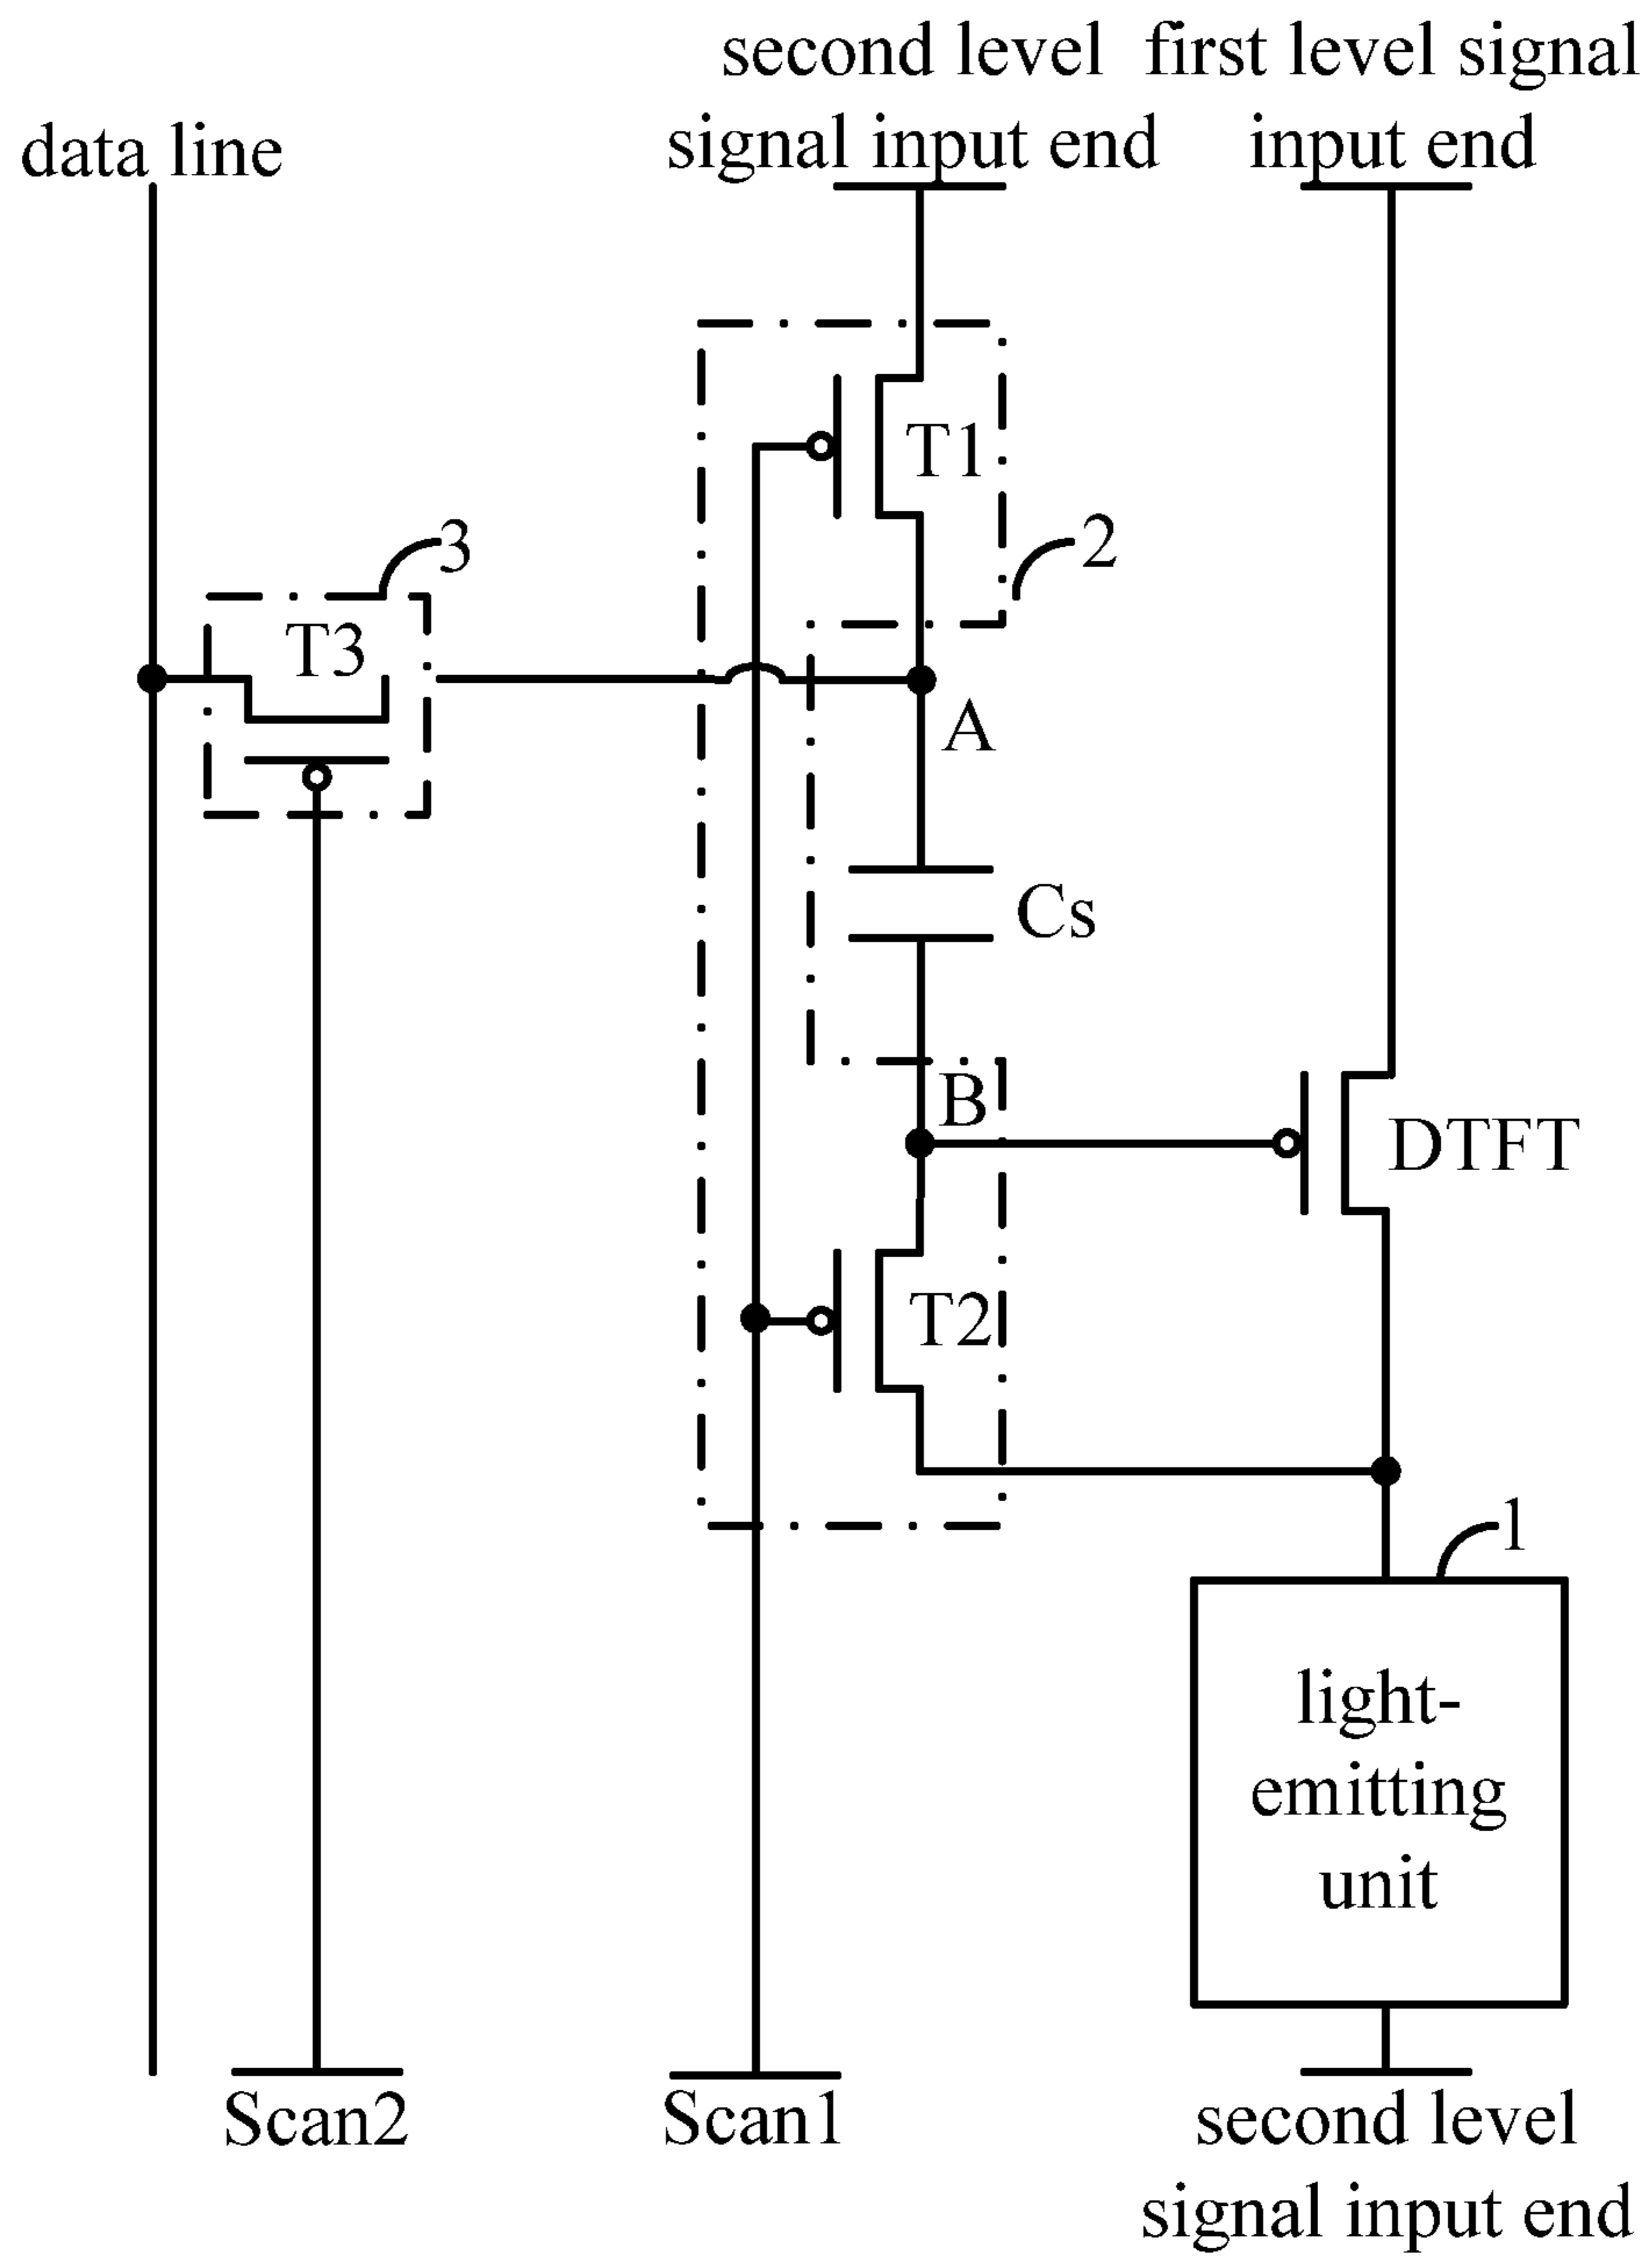 second level
signal input end
first level signal
input end
data line
T1
3
2
T3
A
Cs
B
DTFT
T2
1
light-
emitting
unit
Scan2
Scan1
second level
signal input end